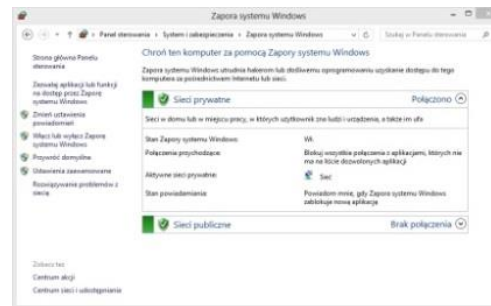 Zapora systemu Windows
Panel sterowania › System i zabezpieczenia › Zapora systemu Windows
Szukaj w Panelu sterowania
Strona główna Panelu
sterowania
Zezwalaj aplikacji lub funkcji
na dostęp przez Zaporę
systemu Windows
Zmień ustawienia
powiadomień
Włącz lub wyłącz Zaporę
systemu Windows
Przywróć domyślne
Ustawienia zaawansowane
Rozwiązywanie problemów z
siecią
Zobacz też
Centrum akcji
Centrum sieci i udostępniania
Chroń ten komputer za pomocą Zapory systemu Windows
Zapora systemu Windows utrudnia hakerom lub złośliwemu oprogramowaniu uzyskanie dostępu do tego
komputera za pośrednictwem Internetu lub sieci.
Sieci prywatne Połączono
Sieci w domu lub w miejscu pracy, w których użytkownik zna ludzi i urządzenia, a także im ufa
Stan Zapory systemu Windows: Wł.
Połączenia przychodzące: Blokuj wszystkie połączenia z aplikacjami, których nie
ma na liście dozwolonych aplikacji
Aktywne sieci prywatne: Sieć
Stan powiadamiania: Powiadom mnie, gdy Zapora systemu Windows
zablokuje nową aplikację
Sieci publiczne Brak połączenia